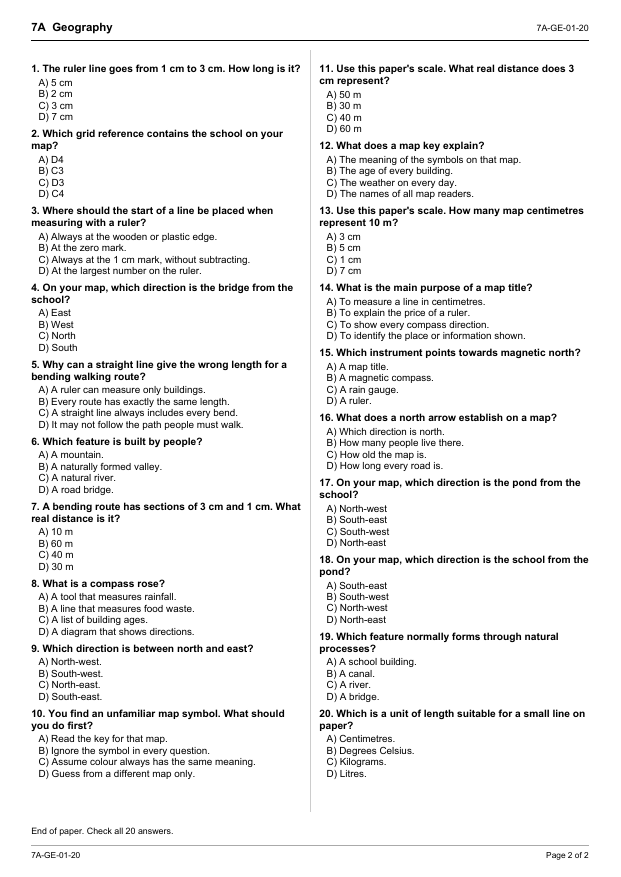 7A Geography
7A-GE-01-20
1. The ruler line goes from 1 cm to 3 cm. How long is it?
A) 5 cm
B) 2 cm
C) 3 cm
D) 7 cm
2. Which grid reference contains the school on your
map?
A) D4
B) C3
C) D3
D) C4
3. Where should the start of a line be placed when
measuring with a ruler?
A) Always at the wooden or plastic edge.
B) At the zero mark.
C) Always at the 1 cm mark, without subtracting.
D) At the largest number on the ruler.
4. On your map, which direction is the bridge from the
school?
A) East
B) West
C) North
D) South
5. Why can a straight line give the wrong length for a
bending walking route?
A) A ruler can measure only buildings.
B) Every route has exactly the same length.
C) A straight line always includes every bend.
D) It may not follow the path people must walk.
6. Which feature is built by people?
A) A mountain.
B) A naturally formed valley.
C) A natural river.
D) A road bridge.
7. A bending route has sections of 3 cm and 1 cm. What
real distance is it?
A) 10 m
B) 60 m
C) 40 m
D) 30 m
8. What is a compass rose?
A) A tool that measures rainfall.
B) A line that measures food waste.
C) A list of building ages.
D) A diagram that shows directions.
9. Which direction is between north and east?
A) North-west.
B) South-west.
C) North-east.
D) South-east.
10. You find an unfamiliar map symbol. What should
you do first?
A) Read the key for that map.
B) Ignore the symbol in every question.
C) Assume colour always has the same meaning.
D) Guess from a different map only.
11. Use this paper's scale. What real distance does 3
cm represent?
A) 50 m
B) 30 m
C) 40 m
D) 60 m
12. What does a map key explain?
A) The meaning of the symbols on that map.
B) The age of every building.
C) The weather on every day.
D) The names of all map readers.
13. Use this paper's scale. How many map centimetres
represent 10 m?
A) 3 cm
B) 5 cm
C) 1 cm
D) 7 cm
14. What is the main purpose of a map title?
A) To measure a line in centimetres.
B) To explain the price of a ruler.
C) To show every compass direction.
D) To identify the place or information shown.
15. Which instrument points towards magnetic north?
A) A map title.
B) A magnetic compass.
C) A rain gauge.
D) A ruler.
16. What does a north arrow establish on a map?
A) Which direction is north.
B) How many people live there.
C) How old the map is.
D) How long every road is.
17. On your map, which direction is the pond from the
school?
A) North-west
B) South-east
C) South-west
D) North-east
18. On your map, which direction is the school from the
pond?
A) South-east
B) South-west
C) North-west
D) North-east
19. Which feature normally forms through natural
processes?
A) A school building.
B) A canal.
C) A river.
D) A bridge.
20. Which is a unit of length suitable for a small line on
paper?
A) Centimetres.
B) Degrees Celsius.
C) Kilograms.
D) Litres.
End of paper. Check all 20 answers.
7A-GE-01-20
Page 2 of 2